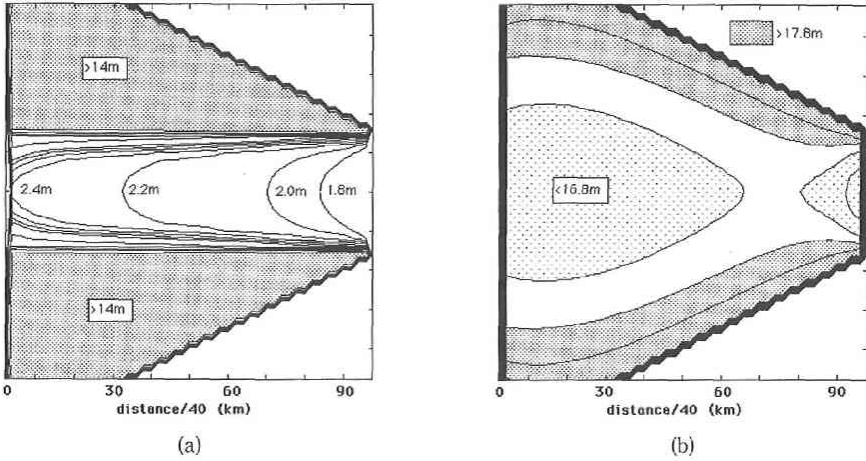 >14m
2.4m 2.2m 2.0m 1.8m
>14m
0 30 60 90
distance/40 (km)
(a)
>17.8m
<16.8m
0 30 60 90
distance/40 (km)
(b)